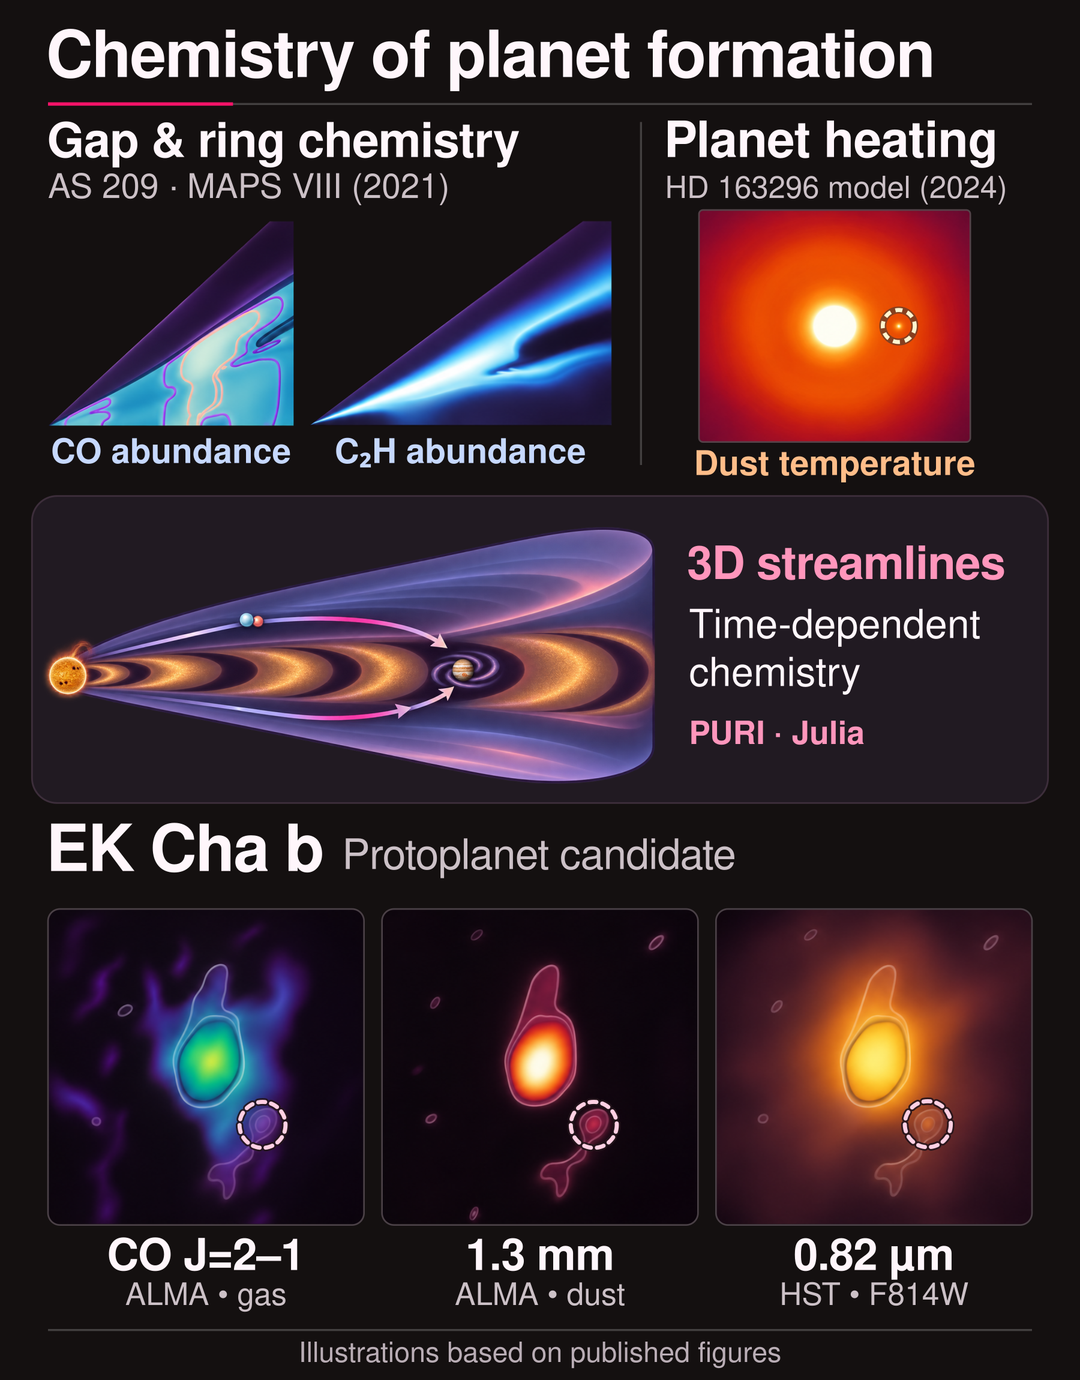 Chemistry of planet formation
Gap & ring chemistry
AS 209 · MAPS VIII (2021)
CO abundance
C₂H abundance
Planet heating
HD 163296 model (2024)
Dust temperature
3D streamlines
Time-dependent
chemistry
PURI · Julia
EK Cha b Protoplanet candidate
CO J=2–1
ALMA • gas
1.3 mm
ALMA • dust
0.82 µm
HST • F814W
Illustrations based on published figures